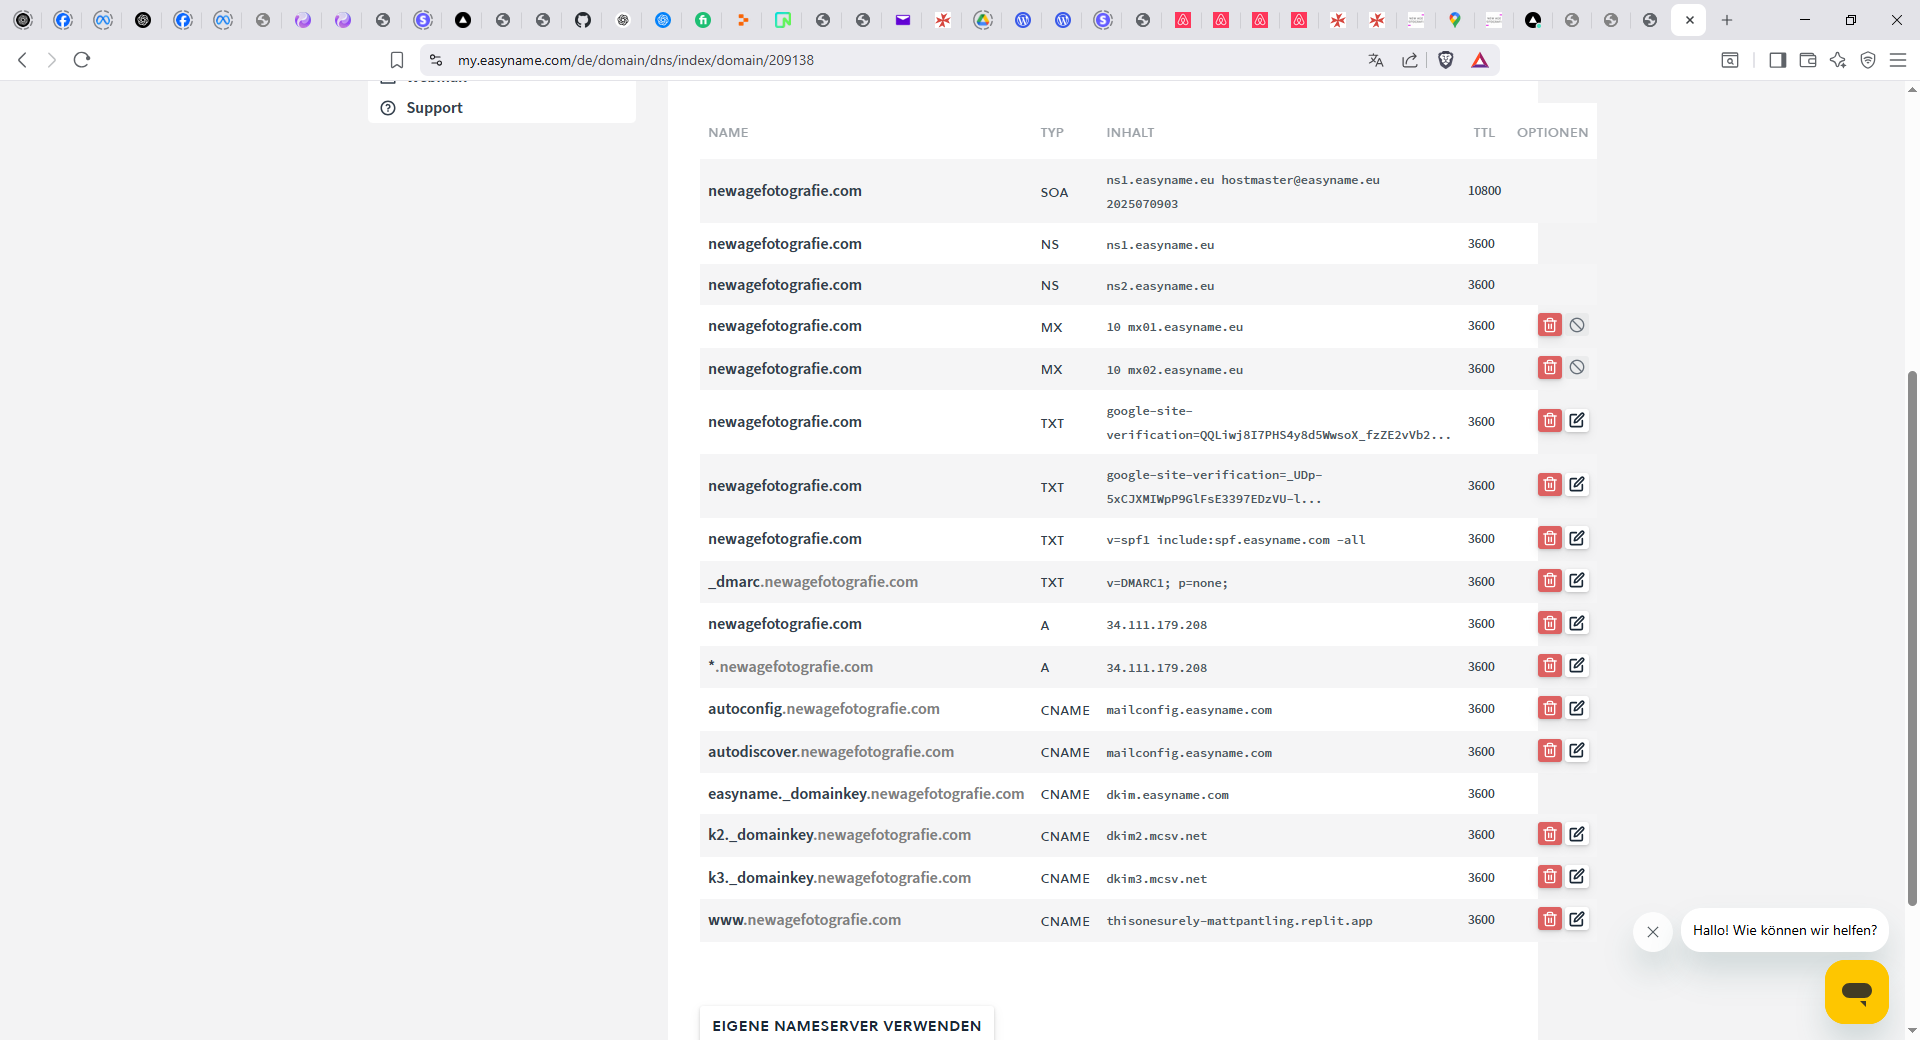 my.easyname.com/de/domain/dns/index/domain/209138
Support
NAME TYP INHALT TTL OPTIONEN
newagefotografie.com SOA ns1.easyname.eu hostmaster@easyname.eu 10800
2025070903
newagefotografie.com NS ns1.easyname.eu 3600
newagefotografie.com NS ns2.easyname.eu 3600
newagefotografie.com MX 10 mx01.easyname.eu 3600
newagefotografie.com MX 10 mx02.easyname.eu 3600
newagefotografie.com TXT google-site- 3600
verification=QQLiwj8I7PHS4y8d5WwsoX_fzZE2vVb2...
newagefotografie.com TXT google-site-verification=_UDp- 3600
5xCJXMIWpP9GlFsE3397EDzVU-l...
newagefotografie.com TXT v=spf1 include:spf.easyname.com -all 3600
_dmarc.newagefotografie.com TXT v=DMARC1; p=none; 3600
newagefotografie.com A 34.111.179.208 3600
*.newagefotografie.com A 34.111.179.208 3600
autoconfig.newagefotografie.com CNAME mailconfig.easyname.com 3600
autodiscover.newagefotografie.com CNAME mailconfig.easyname.com 3600
easyname._domainkey.newagefotografie.com CNAME dkim.easyname.com 3600
k2._domainkey.newagefotografie.com CNAME dkim2.mcsv.net 3600
k3._domainkey.newagefotografie.com CNAME dkim3.mcsv.net 3600
www.newagefotografie.com CNAME thisonesurely-mattpantling.replit.app 3600
Hallo! Wie können wir helfen?
EIGENE NAMESERVER VERWENDEN